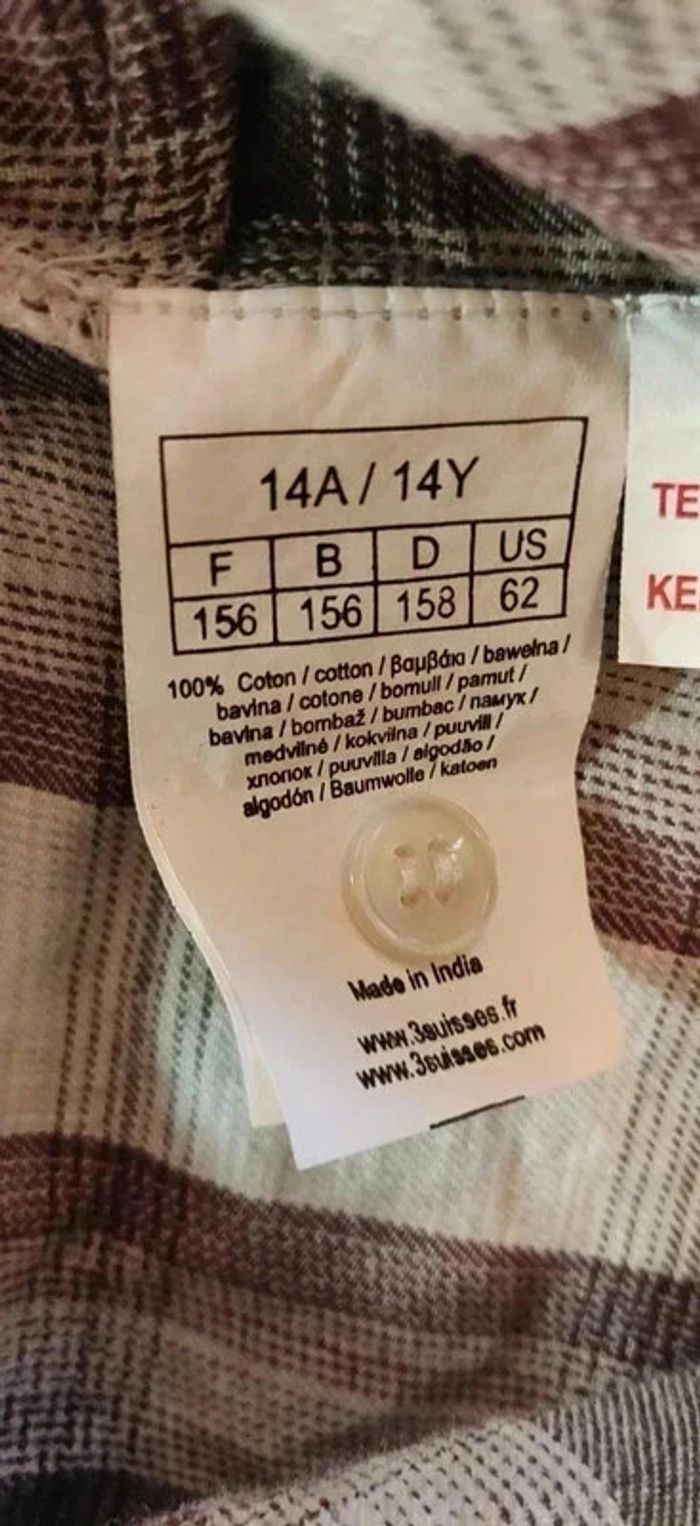 14A / 14Y
F B D US
156 156 158 62
100% Coton / cotton / βαμβάκι / bawełna /
bavlna / cotone / bomull / pamut /
bavlna / bombaž / bumbac / памук /
medvilnė / kokvilna / puuvill /
хлопок / puuvilla / algodão /
algodón / Baumwolle / katoen
Made in India
www.3suisses.fr
www.3suisses.com
TE
KE